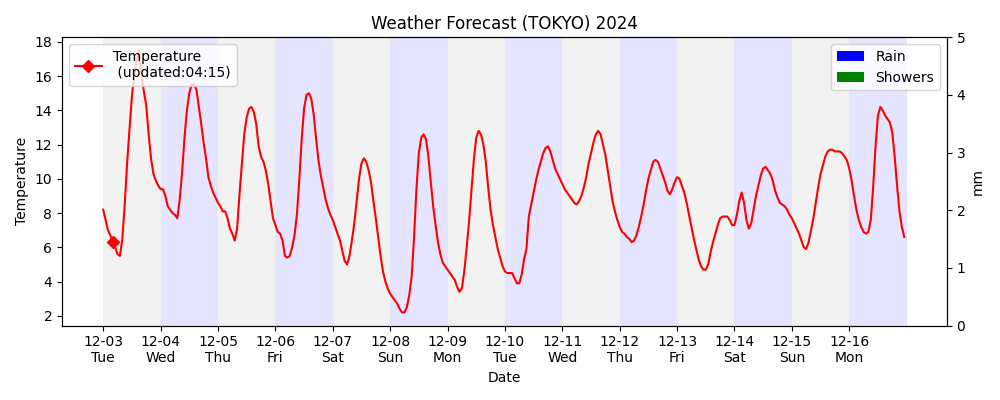 Weather Forecast (TOKYO) 2024
Temperature
(updated:04:15)
Rain
Showers
18
16
14
12
10
8
6
4
2
Temperature
5
4
3
2
1
0
mm
12-03 12-04 12-05 12-06 12-07 12-08 12-09 12-10 12-11 12-12 12-13 12-14 12-15 12-16
Tue Wed Thu Fri Sat Sun Mon Tue Wed Thu Fri Sat Sun Mon
Date